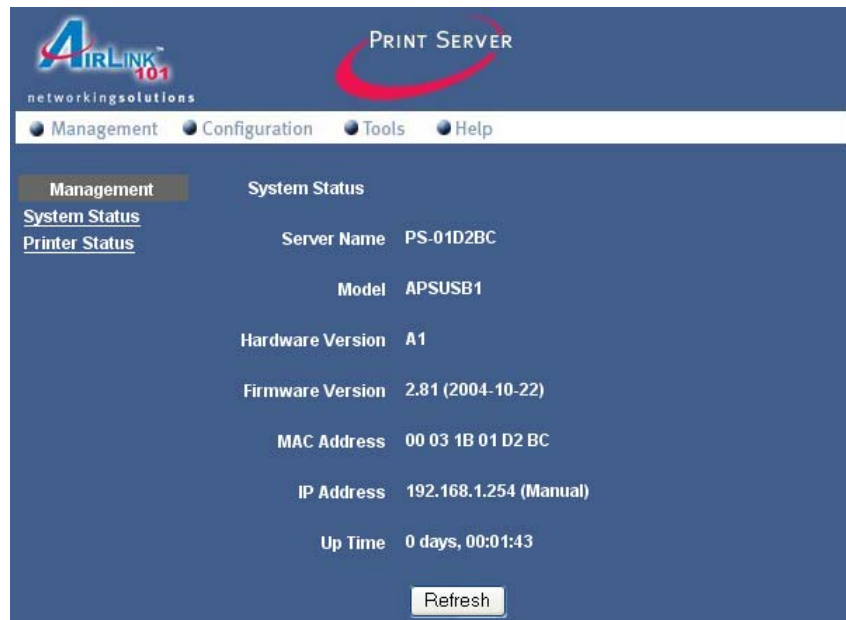 AIRLINK™
101
networkingsolutions
PRINT SERVER
Management Configuration Tools Help
Management
System Status
Printer Status
System Status
Server Name PS-01D2BC
Model APSUSB1
Hardware Version A1
Firmware Version 2.81 (2004-10-22)
MAC Address 00 03 1B 01 D2 BC
IP Address 192.168.1.254 (Manual)
Up Time 0 days, 00:01:43
Refresh